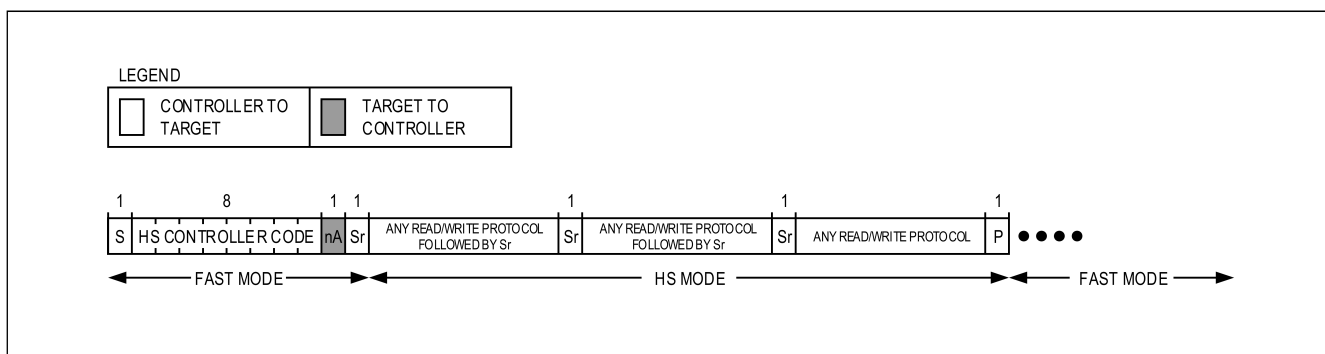 LEGEND
CONTROLLER TO
TARGET
TARGET TO
CONTROLLER
1 8 1 1 1 1 1
S HS CONTROLLER CODE nA Sr ANY READ/WRITE PROTOCOL FOLLOWED BY Sr Sr ANY READ/WRITE PROTOCOL FOLLOWED BY Sr Sr ANY READ/WRITE PROTOCOL P
FAST MODE HS MODE FAST MODE